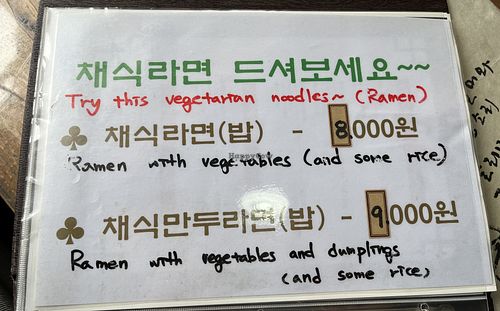 채식라면 드셔보세요~~
Try this vegetarian noodles~ (Ramen)
♣ 채식라면(밥) - 8,000원
Ramen with vegetables (and some rice)
♣ 채식만두라면(밥) - 9,000원
Ramen with vegetables and dumplings
(and some rice)